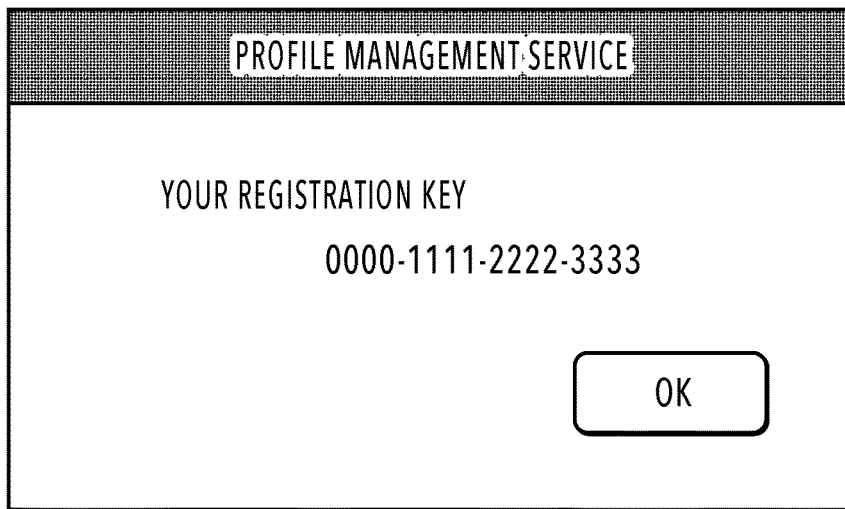 PROFILE MANAGEMENT SERVICE
YOUR REGISTRATION KEY
0000-1111-2222-3333
OK